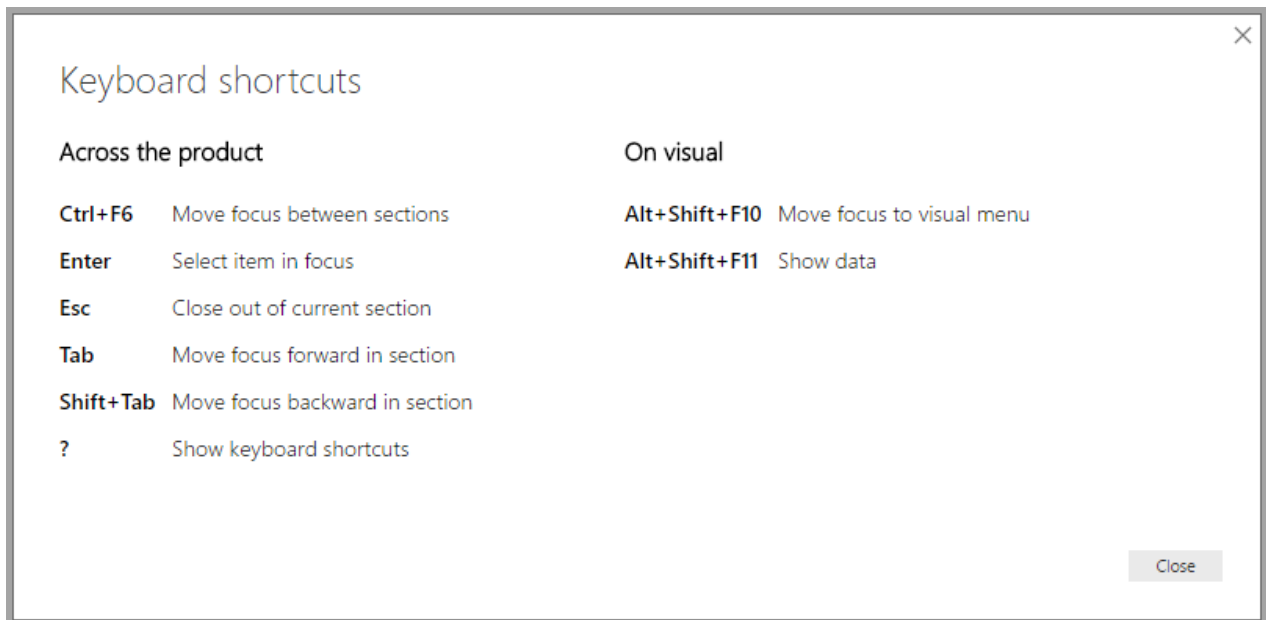 Keyboard shortcuts
Across the product
Ctrl+F6 Move focus between sections
Enter Select item in focus
Esc Close out of current section
Tab Move focus forward in section
Shift+Tab Move focus backward in section
? Show keyboard shortcuts
On visual
Alt+Shift+F10 Move focus to visual menu
Alt+Shift+F11 Show data
Close